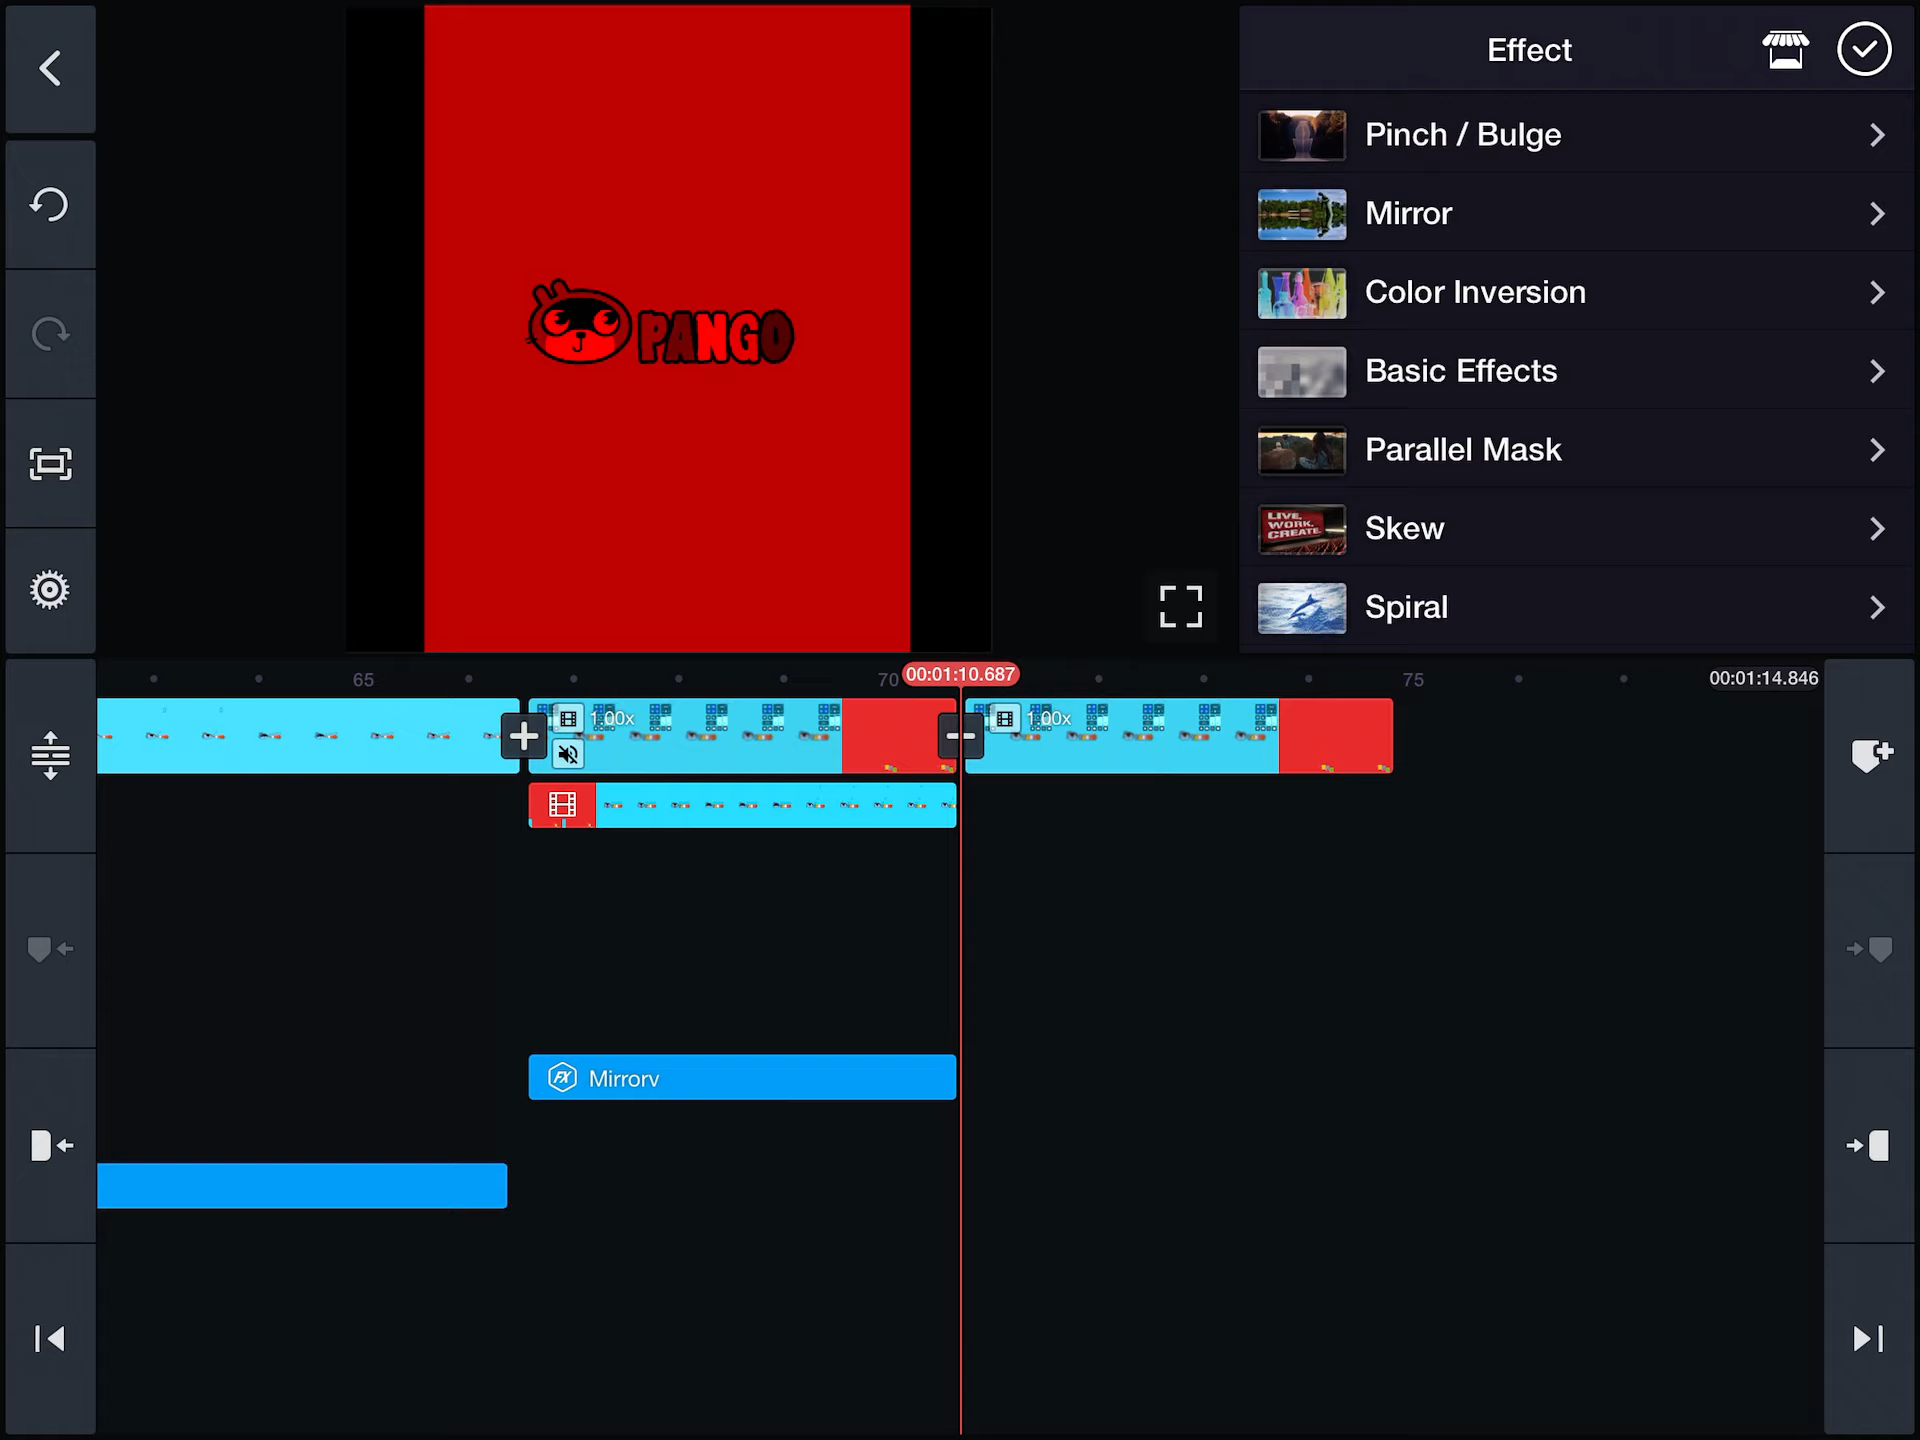 Effect
Pinch / Bulge
Mirror
Color Inversion
Basic Effects
Parallel Mask
LIVE.
WORK.
CREATE.
Skew
Spiral
PANGO
65
70
00:01:10.687
75
00:01:14.846
1.00x
1.00x
FX
Mirrorv